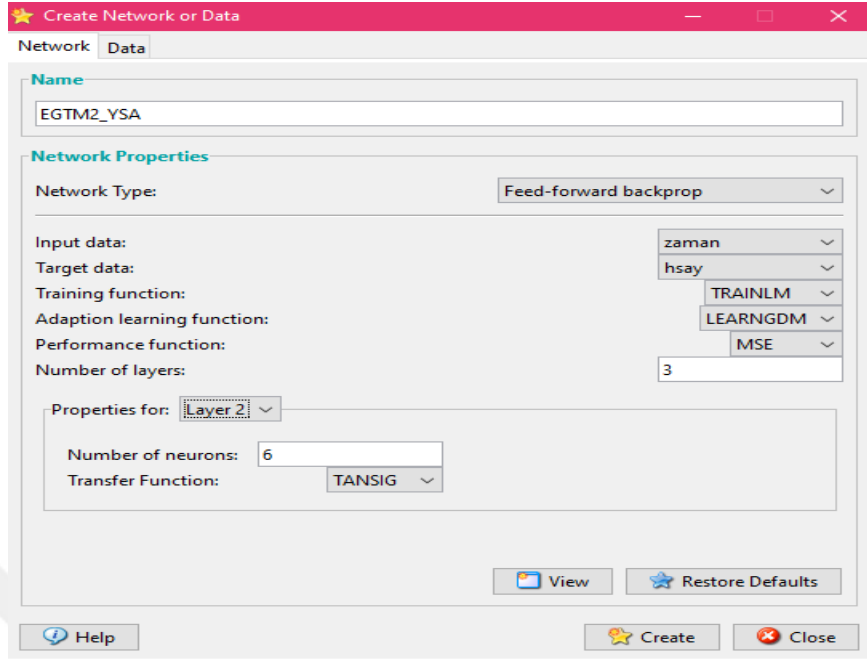 Create Network or Data
Network Data
Name
EGTM2_YSA
Network Properties
Network Type: Feed-forward backprop
Input data: zaman
Target data: hsay
Training function: TRAINLM
Adaption learning function: LEARNGDM
Performance function: MSE
Number of layers: 3
Properties for: Layer 2
Number of neurons: 6
Transfer Function: TANSIG
View Restore Defaults
Help Create Close